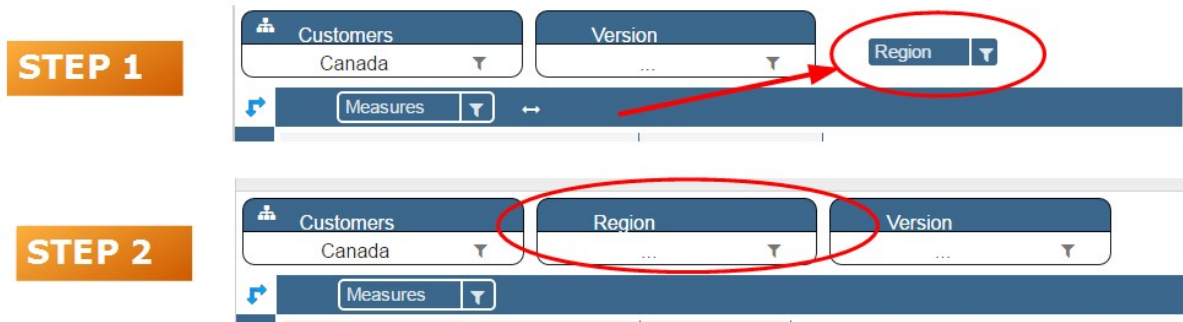 STEP 1
Customers
Version
Region
Canada
...
Measures
STEP 2
Customers
Region
Version
Canada
...
...
Measures